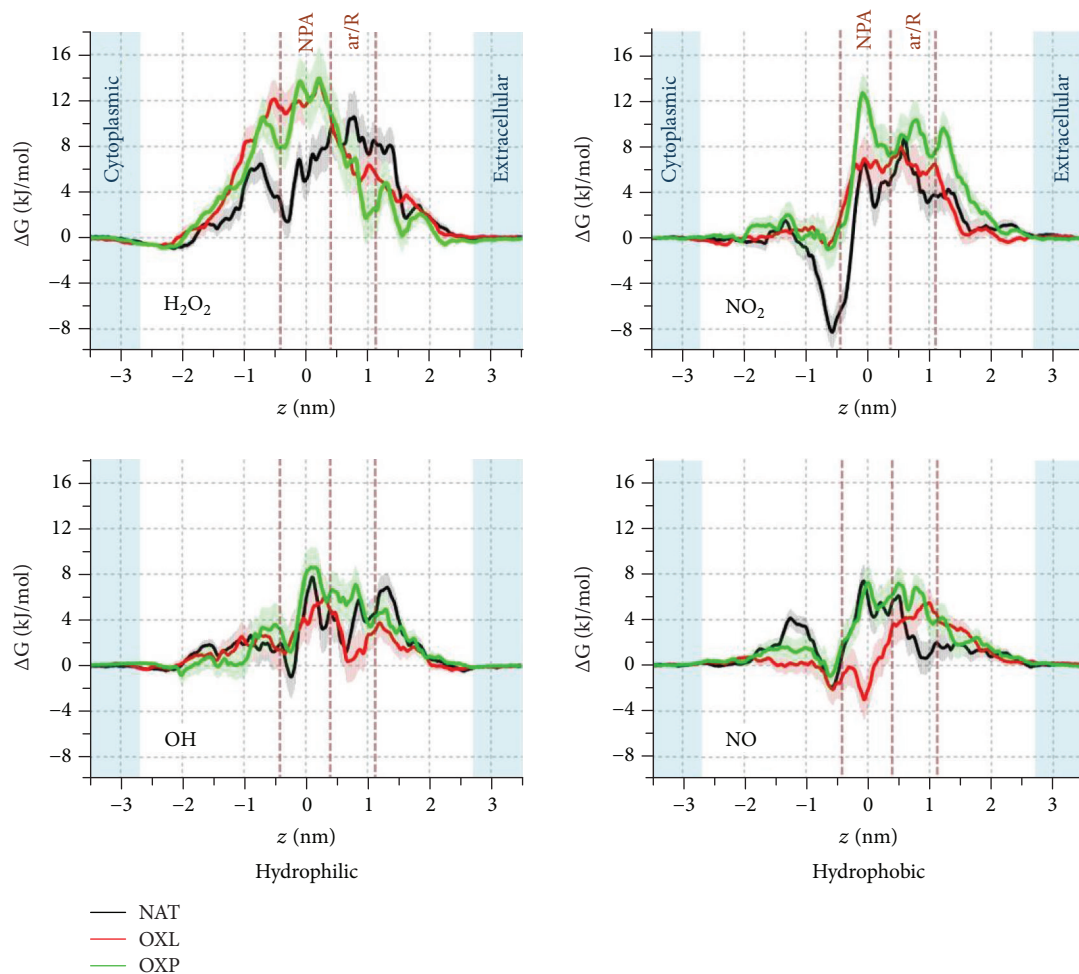 NPA
ar/R
16
12
8
4
0
−4
−8
ΔG (kJ/mol)
Cytoplasmic
Extracellular
H₂O₂
−3 −2 −1 0 1 2 3
z (nm)
NPA
ar/R
16
12
8
4
0
−4
−8
ΔG (kJ/mol)
Cytoplasmic
Extracellular
NO₂
−3 −2 −1 0 1 2 3
z (nm)
16
12
8
4
0
−4
−8
ΔG (kJ/mol)
OH
−3 −2 −1 0 1 2 3
z (nm)
Hydrophilic
16
12
8
4
0
−4
−8
ΔG (kJ/mol)
NO
−3 −2 −1 0 1 2 3
z (nm)
Hydrophobic
NAT
OXL
OXP